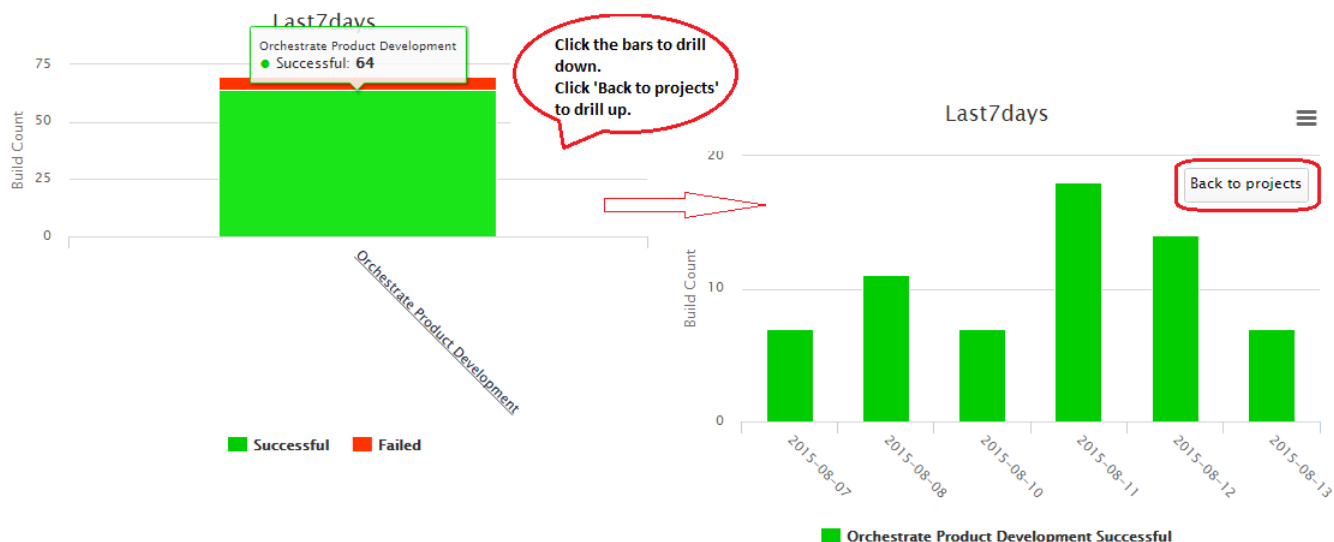 Last7days
Orchestrate Product Development
● Successful: 64
75
50
25
0
Build Count
Orchestrate Product Development
Successful
Failed
Click the bars to drill
down.
Click 'Back to projects'
to drill up.
Last7days
Back to projects
20
10
0
Build Count
2015-08-07
2015-08-08
2015-08-10
2015-08-11
2015-08-12
2015-08-13
Orchestrate Product Development Successful